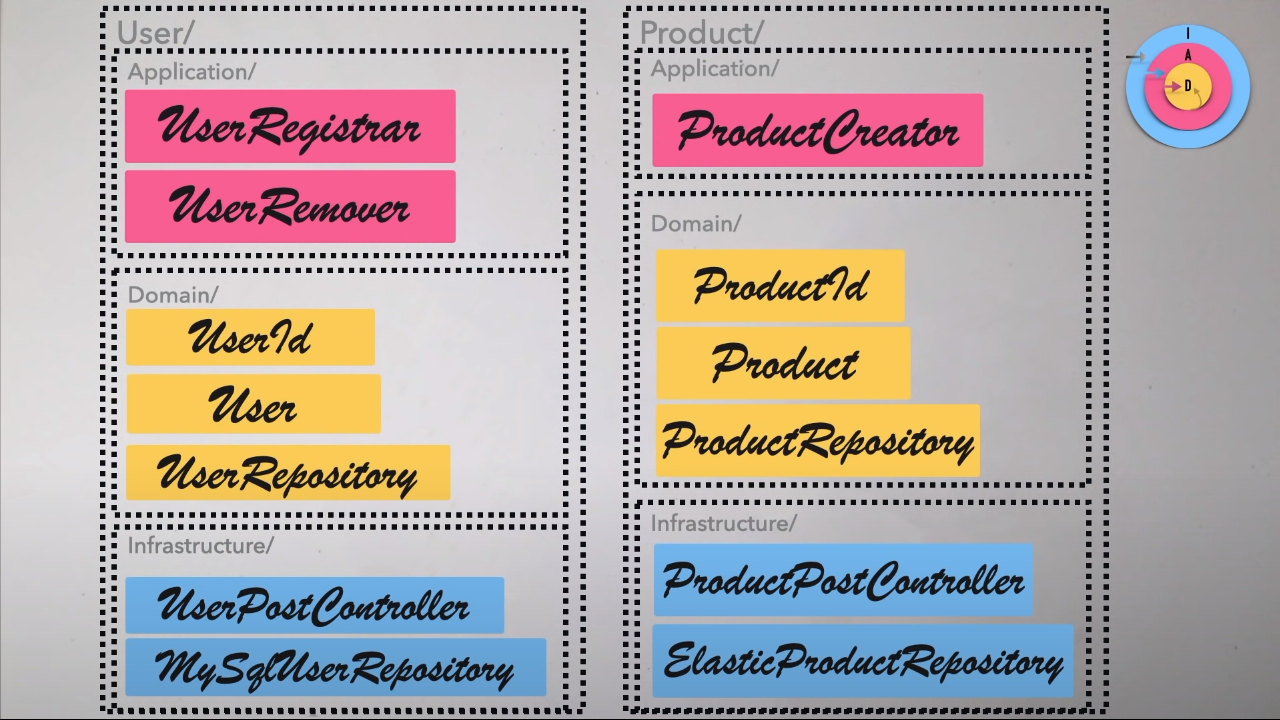 User/
Application/
UserRegistrar
UserRemover
Domain/
UserId
User
UserRepository
Infrastructure/
UserPostController
MySqlUserRepository
Product/
Application/
ProductCreator
Domain/
ProductId
Product
ProductRepository
Infrastructure/
ProductPostController
ElasticProductRepository
I
A
D